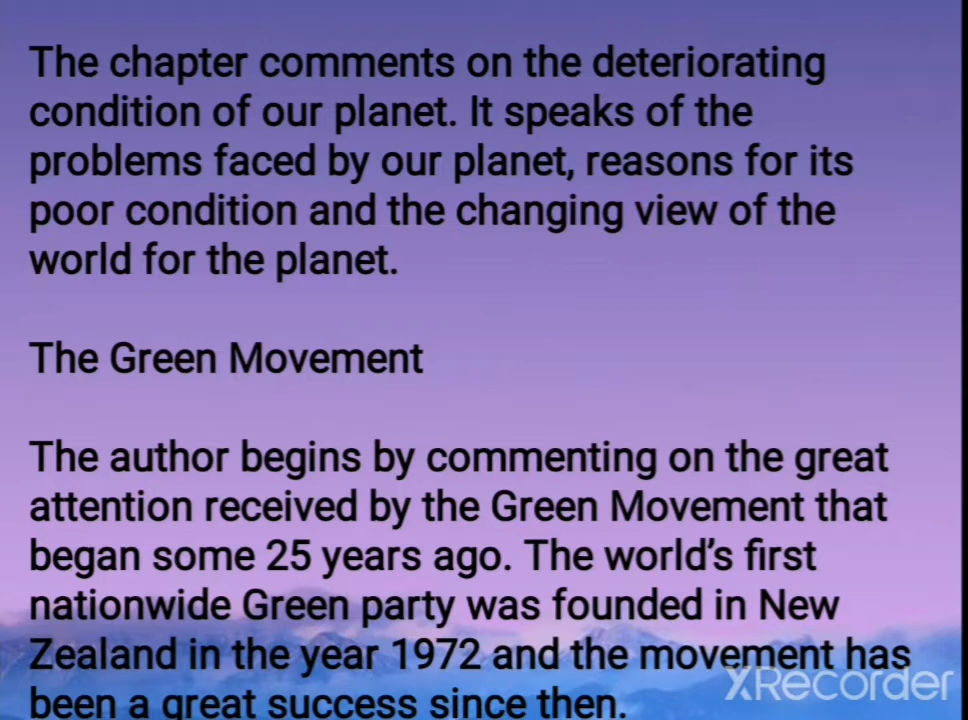 The chapter comments on the deteriorating
condition of our planet. It speaks of the
problems faced by our planet, reasons for its
poor condition and the changing view of the
world for the planet.
The Green Movement
The author begins by commenting on the great
attention received by the Green Movement that
began some 25 years ago. The world’s first
nationwide Green party was founded in New
Zealand in the year 1972 and the movement has
been a great success since then.
XRecorder